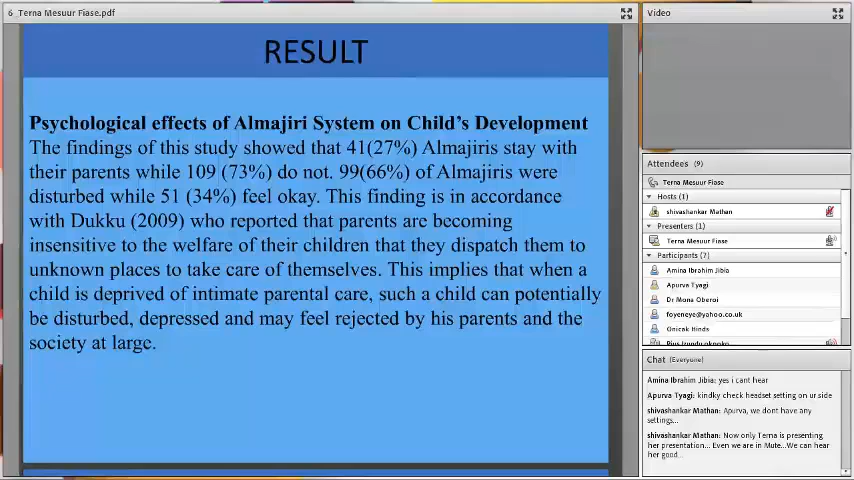 6_Terna Mesuur Fiase.pdf
RESULT
Psychological effects of Almajiri System on Child's Development
The findings of this study showed that 41(27%) Almajiris stay with
their parents while 109 (73%) do not. 99(66%) of Almajiris were
disturbed while 51 (34%) feel okay. This finding is in accordance
with Dukku (2009) who reported that parents are becoming
insensitive to the welfare of their children that they dispatch them to
unknown places to take care of themselves. This implies that when a
child is deprived of intimate parental care, such a child can potentially
be disturbed, depressed and may feel rejected by his parents and the
society at large.
Video
Attendees (9)
Terna Mesuur Fiase
Hosts (1)
shivashankar Mathan
Presenters (1)
Terna Mesuur Fiase
Participants (7)
Amina Ibrahim Jibia
Apurva Tyagi
Dr Mona Oberoi
foyeneye@yahoo.co.uk
Onicak Hinds
Chat (Everyone)
Amina Ibrahim Jibia: yes i cant hear
Apurva Tyagi: kindky check headset setting on ur side
shivashankar Mathan: Apurva, we dont have any
settings...
shivashankar Mathan: Now only Terna is presenting
her presentation... Even we are in Mute...We can hear
her good..